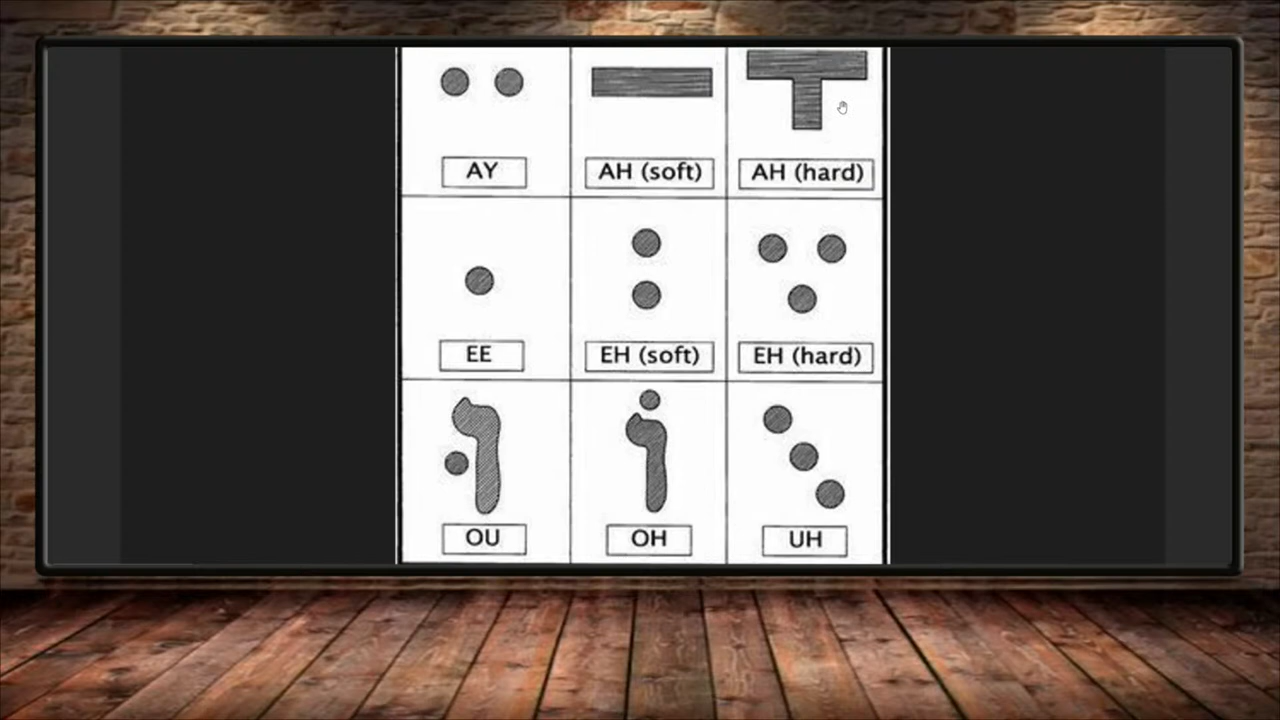 AY
AH (soft)
AH (hard)
EE
EH (soft)
EH (hard)
OU
OH
UH